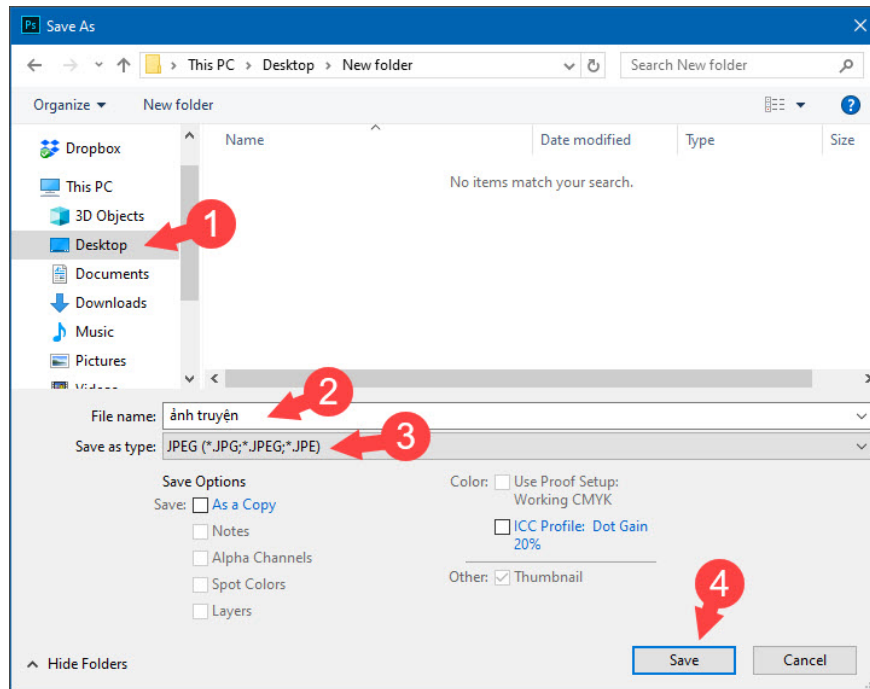 Ps Save As
This PC > Desktop > New folder
Search New folder
Organize
New folder
?
Dropbox
This PC
3D Objects
Desktop
Documents
Downloads
Music
Pictures
Videos
Name
Date modified
Type
Size
No items match your search.
1
2
File name: ảnh truyện
Save as type: JPEG (*.JPG;*.JPEG;*.JPE)
3
Save Options
Save: As a Copy
Notes
Alpha Channels
Spot Colors
Layers
Color: Use Proof Setup:
Working CMYK
ICC Profile: Dot Gain
20%
Other: Thumbnail
4
Hide Folders
Save
Cancel